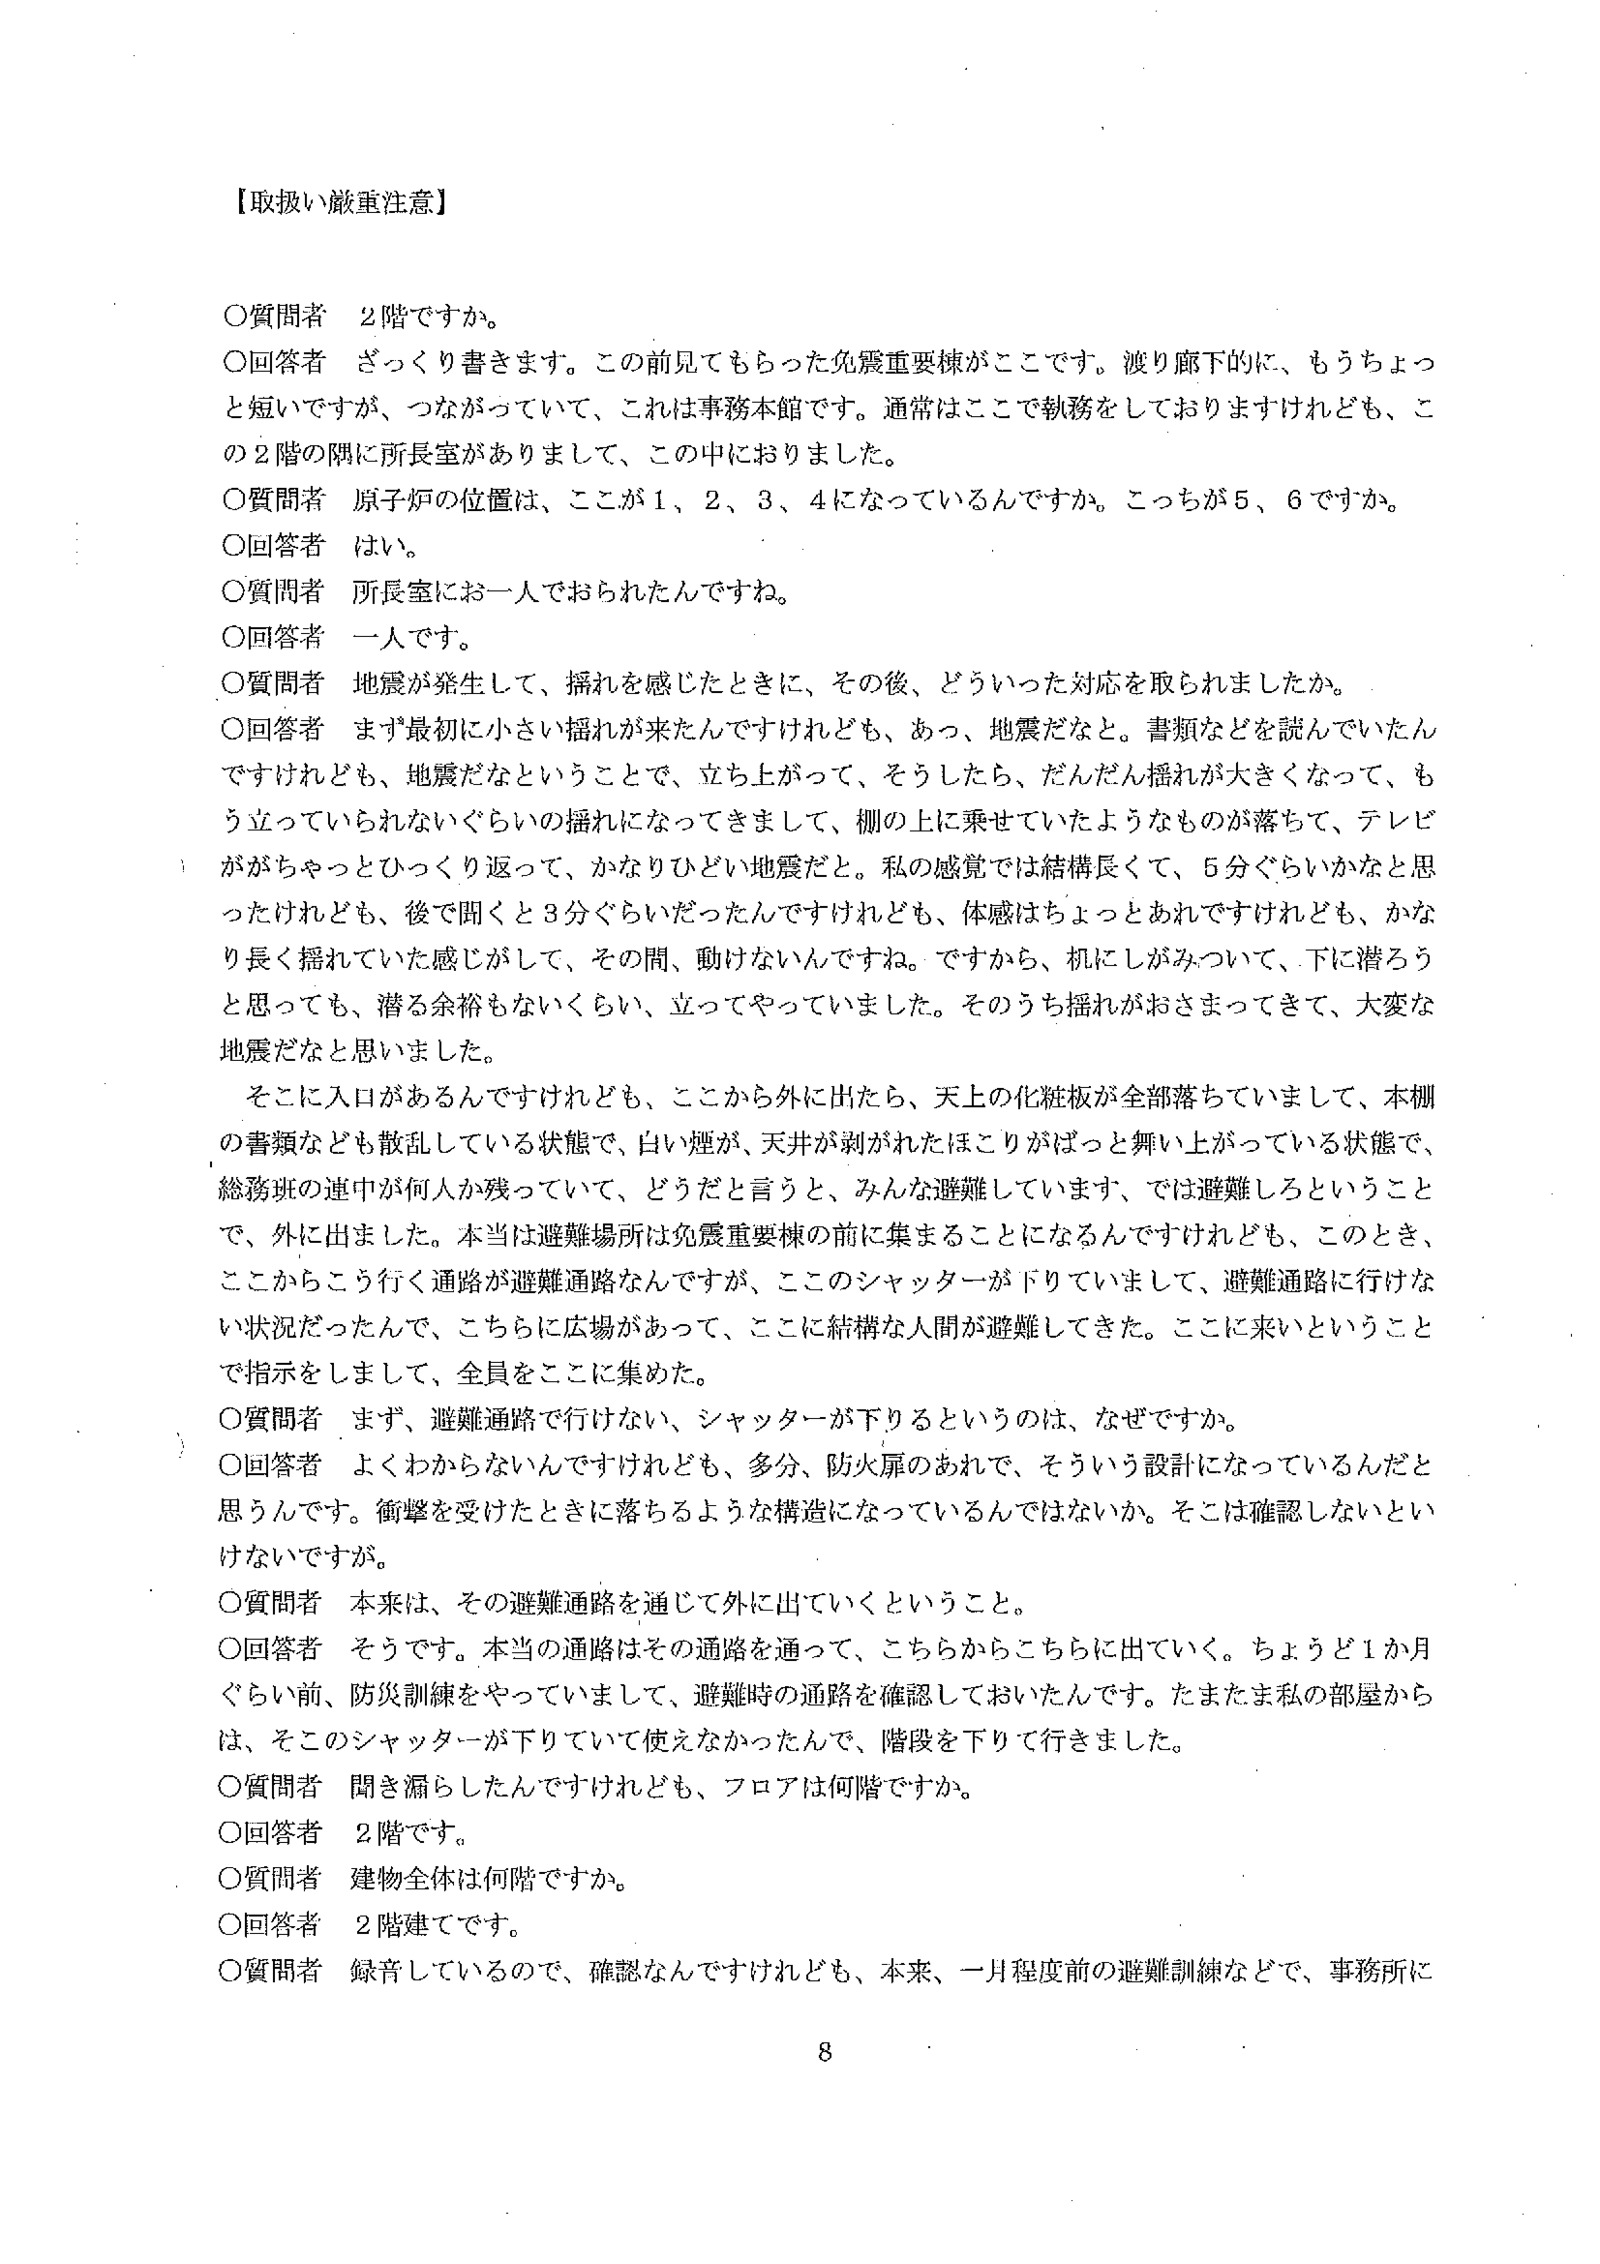 【取扱い厳重注意】
○質問者　２階ですか。
○回答者　ざっくり書きます。この前見てもらった免震重要棟がここです。渡り廊下的に、もうちょっ
と短いですが、つながっていて、これは事務本館です。通常はここで執務をしておりますけれども、こ
の２階の隅に所長室がありまして、この中におりました。
○質問者　原子炉の位置は、ここが１、２、３、４になっているんですか。こっちが５、６ですか。
○回答者　はい。
○質問者　所長室にお一人でおられたんですね。
○回答者　一人です。
○質問者　地震が発生して、揺れを感じたときに、その後、どういった対応を取られましたか。
○回答者　まず最初に小さい揺れが来たんですけれども、あっ、地震だなと。書類などを読んでいたん
ですけれども、地震だなということで、立ち上がって、そうしたら、だんだん揺れが大きくなって、も
う立っていられないぐらいの揺れになってきまして、棚の上に乗せていたようなものが落ちて、テレビ
ががちゃっとひっくり返って、かなりひどい地震だと。私の感覚では結構長くて、５分ぐらいかなと思
ったけれども、後で聞くと３分ぐらいだったんですけれども、体感はちょっとあれですけれども、かな
り長く揺れていた感じがして、その間、動けないんですね。ですから、机にしがみついて、下に潜ろう
と思っても、潜る余裕もないくらい、立ってやっていました。そのうち揺れがおさまってきて、大変な
地震だなと思いました。
　そこに入口があるんですけれども、ここから外に出たら、天上の化粧板が全部落ちていまして、本棚
の書類なども散乱している状態で、白い煙が、天井が剥がれたほこりがばっと舞い上がっている状態で、
総務班の連中が何人か残っていて、どうだと言うと、みんな避難しています、では避難しろということ
で、外に出ました。本当は避難場所は免震重要棟の前に集まることになるんですけれども、このとき、
ここからこう行く通路が避難通路なんですが、ここのシャッターが下りていまして、避難通路に行けな
い状況だったんで、こちらに広場があって、ここに結構な人間が避難してきた。ここに来いということ
で指示をしまして、全員をここに集めた。
○質問者　まず、避難通路で行けない、シャッターが下りるというのは、なぜですか。
○回答者　よくわからないんですけれども、多分、防火扉のあれで、そういう設計になっているんだと
思うんです。衝撃を受けたときに落ちるような構造になっているんではないか。そこは確認しないとい
けないですが。
○質問者　本来は、その避難通路を通じて外に出ていくということ。
○回答者　そうです。本当の通路はその通路を通って、こちらからこちらに出ていく。ちょうど１か月
ぐらい前、防災訓練をやっていまして、避難時の通路を確認しておいたんです。たまたま私の部屋から
は、そこのシャッターが下りていて使えなかったんで、階段を下りて行きました。
○質問者　聞き漏らしたんですけれども、フロアは何階ですか。
○回答者　２階です。
○質問者　建物全体は何階ですか。
○回答者　２階建てです。
○質問者　録音しているので、確認なんですけれども、本来、一月程度前の避難訓練などで、事務所に
8